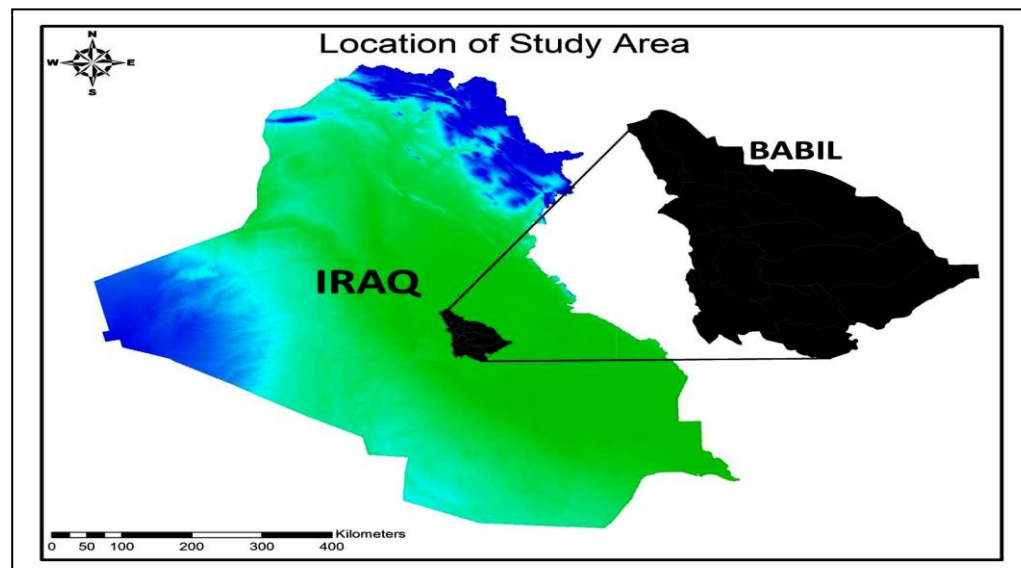 Location of Study Area
N
W E
S
BABIL
IRAQ
Kilometers
0 50 100 200 300 400